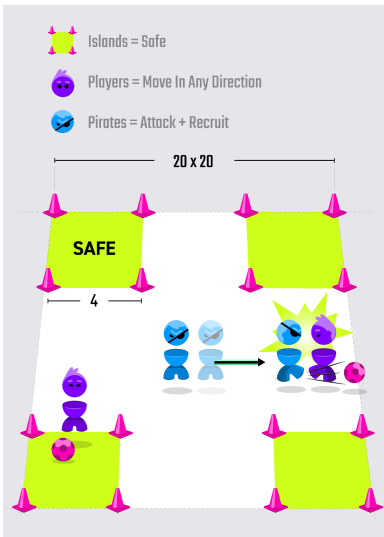 Islands = Safe
Players = Move In Any Direction
Pirates = Attack + Recruit
20 x 20
SAFE
4